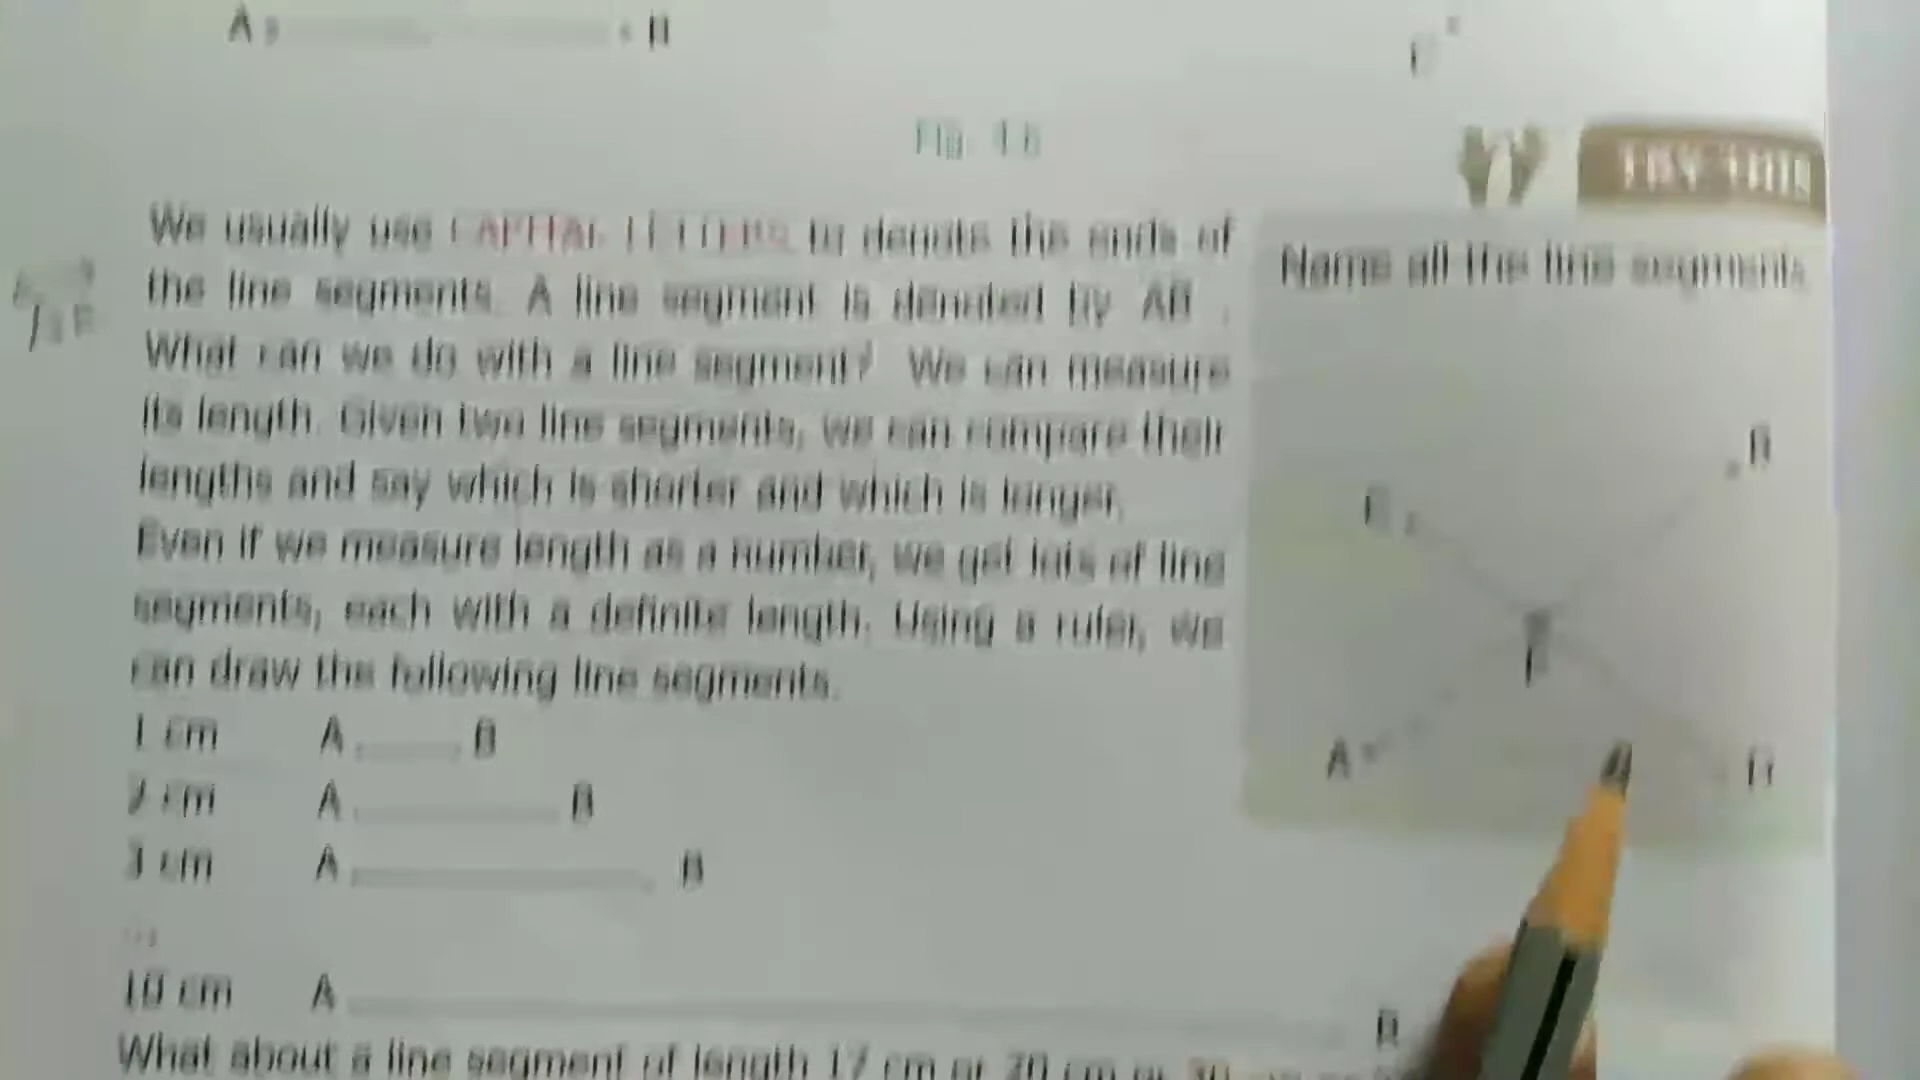 A B
Fig. 4.6
TRY THIS
We usually use CAPITAL LETTERS to denote the ends of
the line segments. A line segment is denoted by AB .
What can we do with a line segment? We can measure
its length. Given two line segments, we can compare their
lengths and say which is shorter and which is longer.
Even if we measure length as a number, we get lots of line
segments, each with a definite length. Using a ruler, we
can draw the following line segments.
1 cm A B
2 cm A B
3 cm A B
10 cm A B
What about a line segment of length 17 cm or 20 cm or 30
Name all the line segments
B
E
A